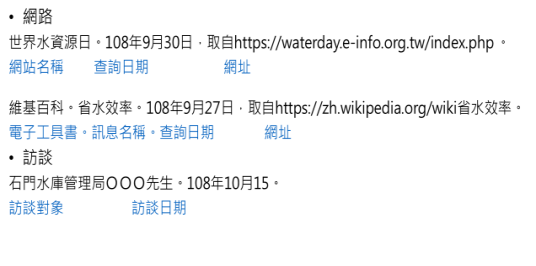 • 網路
世界水資源日。108年9月30日，取自https://waterday.e-info.org.tw/index.php 。
網站名稱 查詢日期 網址
維基百科。省水效率。108年9月27日，取自https://zh.wikipedia.org/wiki省水效率。
電子工具書。訊息名稱。查詢日期 網址
• 訪談
石門水庫管理局○○○先生。108年10月15。
訪談對象 訪談日期